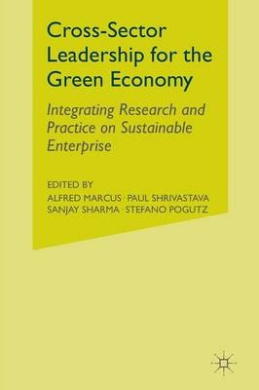 Cross-Sector
Leadership for the
Green Economy
Integrating Research and
Practice on Sustainable
Enterprise
EDITED BY
ALFRED MARCUS · PAUL SHRIVASTAVA
SANJAY SHARMA · STEFANO POGUTZ